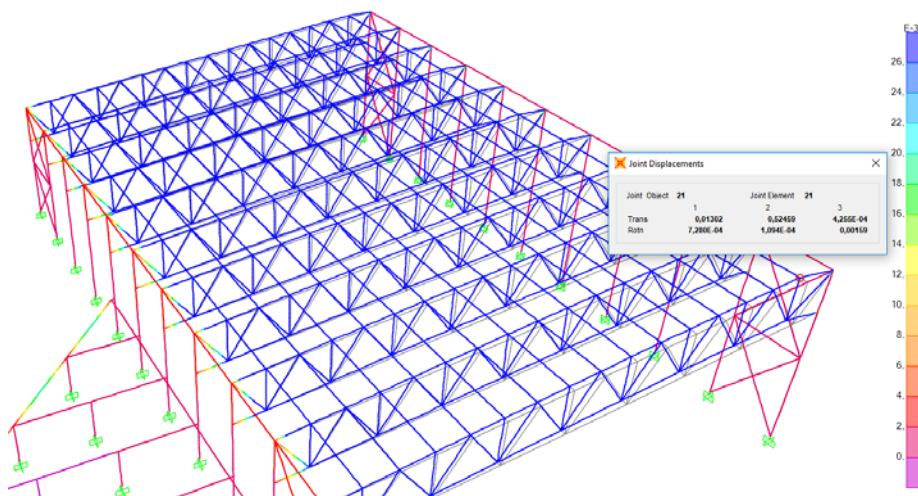 E-3
26,
24,
22,
20,
18,
16,
14,
12,
10,
8,
6,
4,
2,
0,
Joint Displacements
Joint Object 21 Joint Element 21
1 2 3
Trans 0,01302 0,52459 4,255E-04
Rotn 7,280E-04 1,094E-04 0,00159